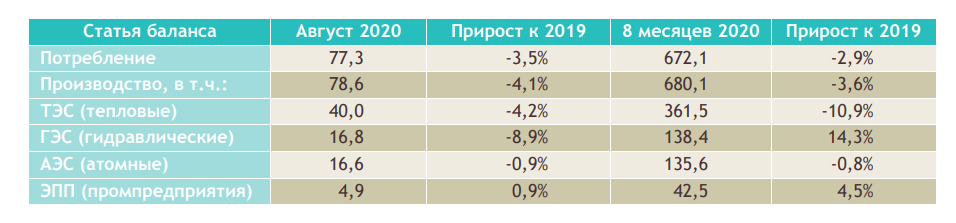 Статья баланса Август 2020 Прирост к 2019 8 месяцев 2020 Прирост к 2019
Потребление 77,3 -3,5% 672,1 -2,9%
Производство, в т.ч.: 78,6 -4,1% 680,1 -3,6%
ТЭС (тепловые) 40,0 -4,2% 361,5 -10,9%
ГЭС (гидравлические) 16,8 -8,9% 138,4 14,3%
АЭС (атомные) 16,6 -0,9% 135,6 -0,8%
ЭПП (промпредприятия) 4,9 0,9% 42,5 4,5%